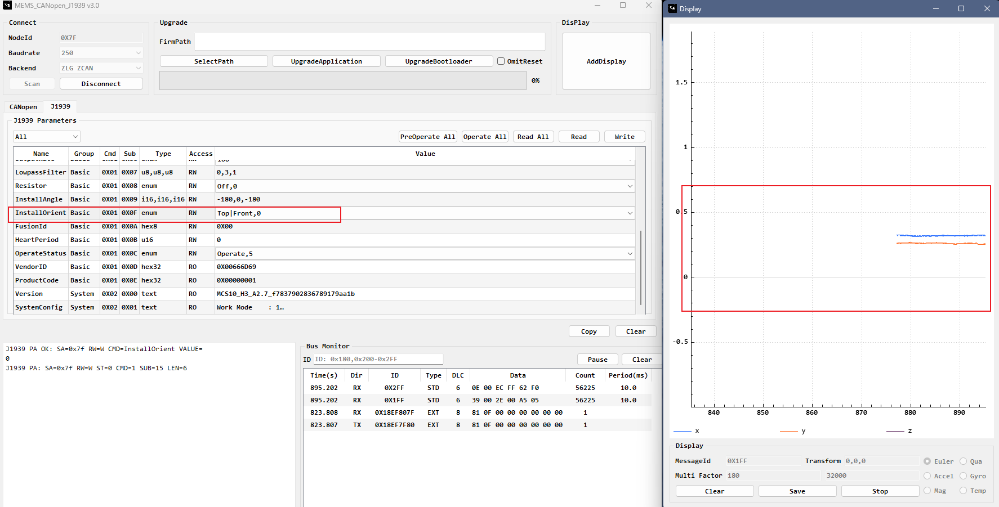 MEMS_CANopen_J1939 v3.0
Connect
NodeId 0X7F
Baudrate 250
Backend ZLG ZCAN
Scan Disconnect
Upgrade
FirmPath
SelectPath UpgradeApplication UpgradeBootloader OmitReset
0%
DisPlay
AddDisplay
CANopen J1939
J1939 Parameters
All PreOperate All Operate All Read All Read Write
Name Group Cmd Sub Type Access Value
LowpassFilter Basic 0X01 0X07 u8,u8,u8 RW 0,3,1
Resistor Basic 0X01 0X08 enum RW Off,0
InstallAngle Basic 0X01 0X09 i16,i16,i16 RW -180,0,-180
InstallOrient Basic 0X01 0X0F enum RW Top|Front,0
FusionId Basic 0X01 0X0A hex8 RW 0X00
HeartPeriod Basic 0X01 0X0B u16 RW 0
OperateStatus Basic 0X01 0X0C enum RW Operate,5
VendorID Basic 0X01 0X0D hex32 RO 0X00666D69
ProductCode Basic 0X01 0X0E hex32 RO 0X00000001
Version System 0X02 0X00 text RO MCS10_H3_A2.7_f7837902836789179aa1b
SystemConfig System 0X02 0X01 text RO Work Mode : 1…
Copy Clear
J1939 PA OK: SA=0x7f RW=W CMD=InstallOrient VALUE=
0
J1939 PA: SA=0x7f RW=W ST=0 CMD=1 SUB=15 LEN=6
Bus Monitor
ID ID: 0x180,0x200-0x2FF Pause Clear
Time(s) Dir ID Type DLC Data Count Period(ms)
895.202 RX 0X2FF STD 6 0E 00 EC FF 62 F0 56225 10.0
895.202 RX 0X1FF STD 6 39 00 2E 00 A5 05 56225 10.0
823.808 RX 0X18EF807F EXT 8 81 0F 00 00 00 00 00 00 1
823.807 TX 0X18EF7F80 EXT 8 81 0F 00 00 00 00 00 00 1
Display
1.5
1
0.5
0
-0.5
840 850 860 870 880 890
x y z
Display
MessageId 0X1FF Transform 0,0,0 Euler Qua
Multi Factor 180 32000 Accel Gyro
Clear Save Stop Mag Temp